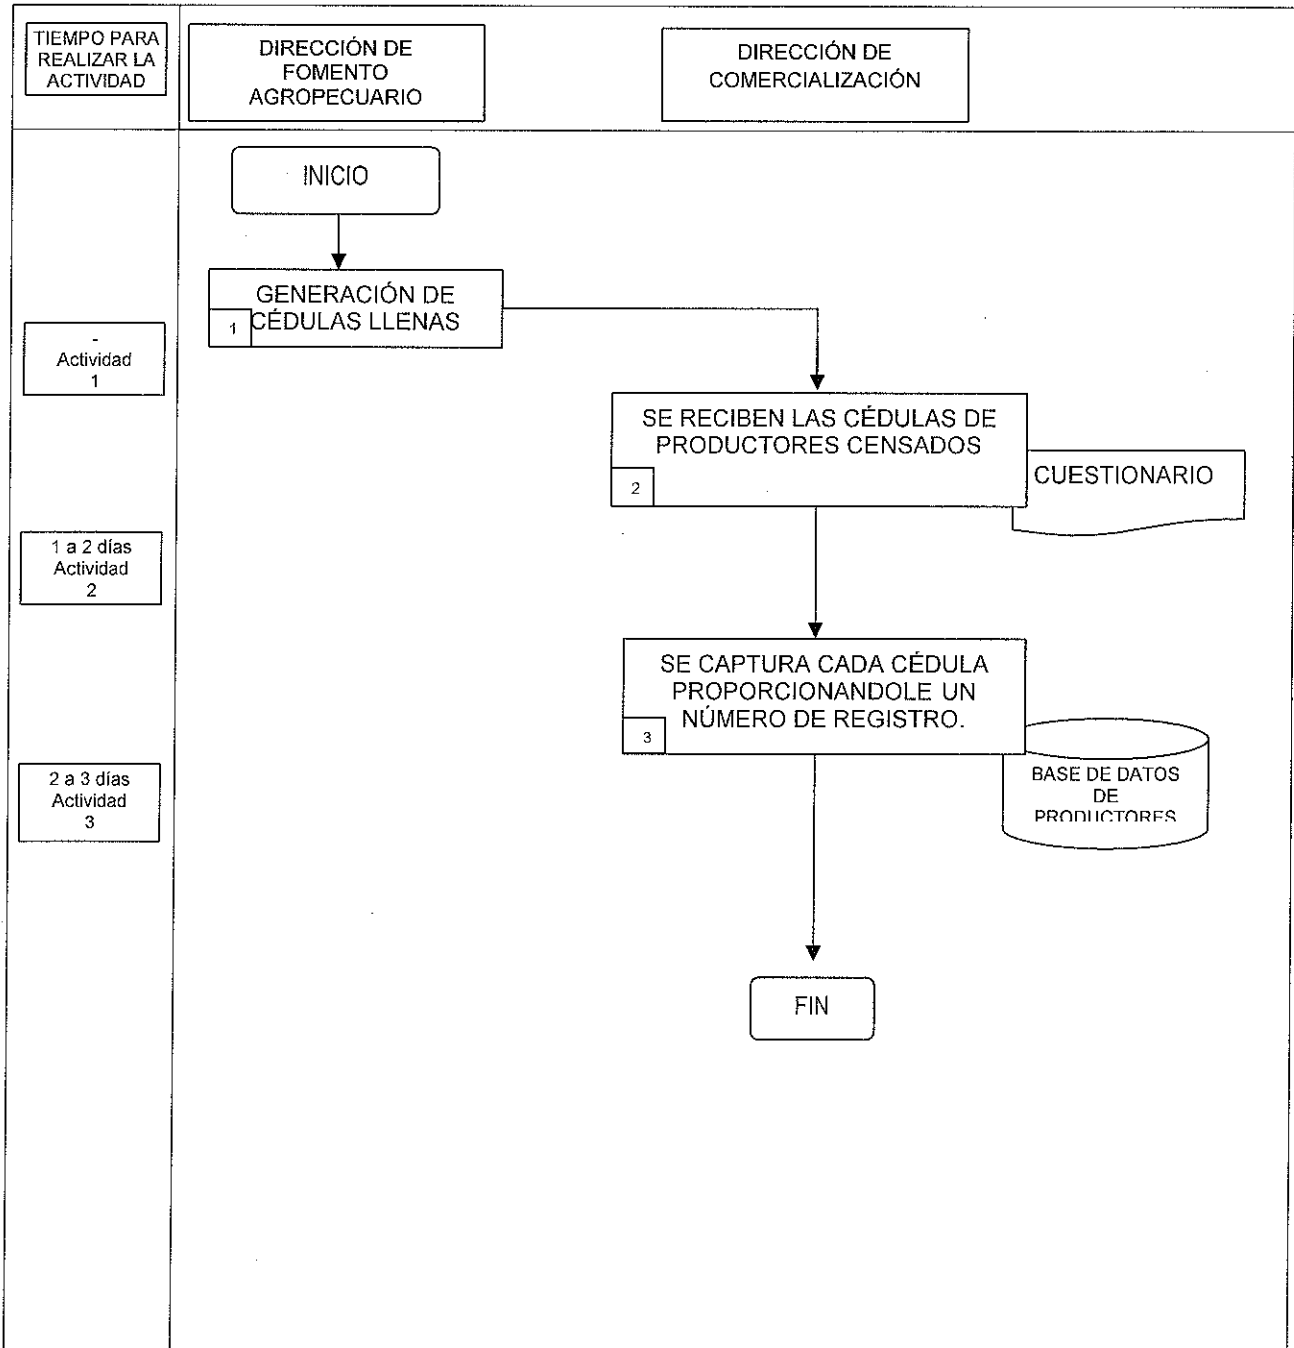 TIEMPO PARA
REALIZAR LA
ACTIVIDAD
DIRECCIÓN DE
FOMENTO
AGROPECUARIO
DIRECCIÓN DE
COMERCIALIZACIÓN
INICIO
GENERACIÓN DE
CÉDULAS LLENAS
1
-
Actividad
1
SE RECIBEN LAS CÉDULAS DE
PRODUCTORES CENSADOS
2
CUESTIONARIO
1 a 2 días
Actividad
2
SE CAPTURA CADA CÉDULA
PROPORCIONANDOLE UN
NÚMERO DE REGISTRO.
3
BASE DE DATOS
DE
PRODUCTORES
2 a 3 días
Actividad
3
FIN